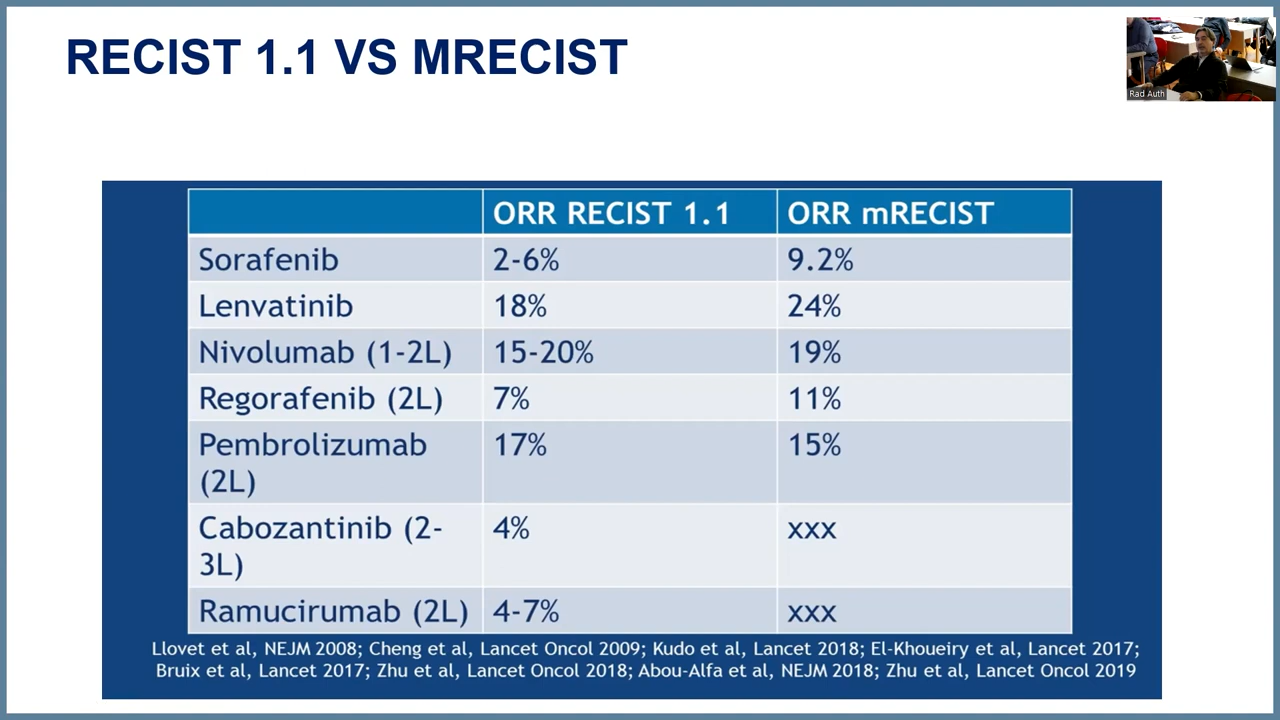 RECIST 1.1 VS MRECIST
Rad Auth
ORR RECIST 1.1 ORR mRECIST
Sorafenib 2-6% 9.2%
Lenvatinib 18% 24%
Nivolumab (1-2L) 15-20% 19%
Regorafenib (2L) 7% 11%
Pembrolizumab 17% 15%
(2L)
Cabozantinib (2- 4% xxx
3L)
Ramucirumab (2L) 4-7% xxx
Llovet et al, NEJM 2008; Cheng et al, Lancet Oncol 2009; Kudo et al, Lancet 2018; El-Khoueiry et al, Lancet 2017;
Bruix et al, Lancet 2017; Zhu et al, Lancet Oncol 2018; Abou-Alfa et al, NEJM 2018; Zhu et al, Lancet Oncol 2019